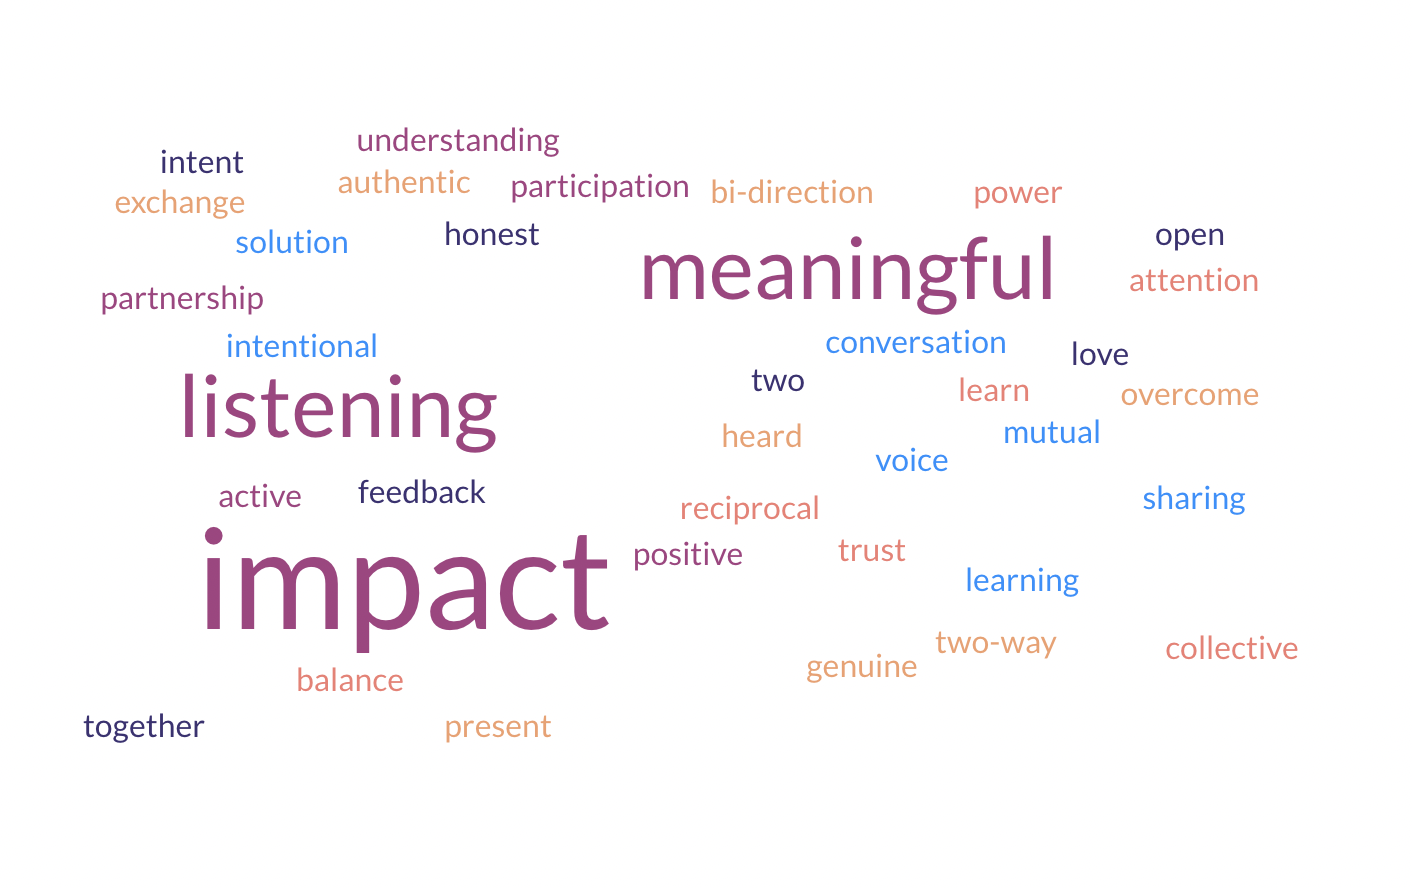 understanding
intent
authentic
participation
bi-direction
power
exchange
solution
honest
open
meaningful
attention
partnership
intentional
conversation
love
two
learn
overcome
listening
heard
mutual
voice
active
feedback
sharing
reciprocal
impact
positive
trust
learning
two-way
collective
genuine
balance
together
present